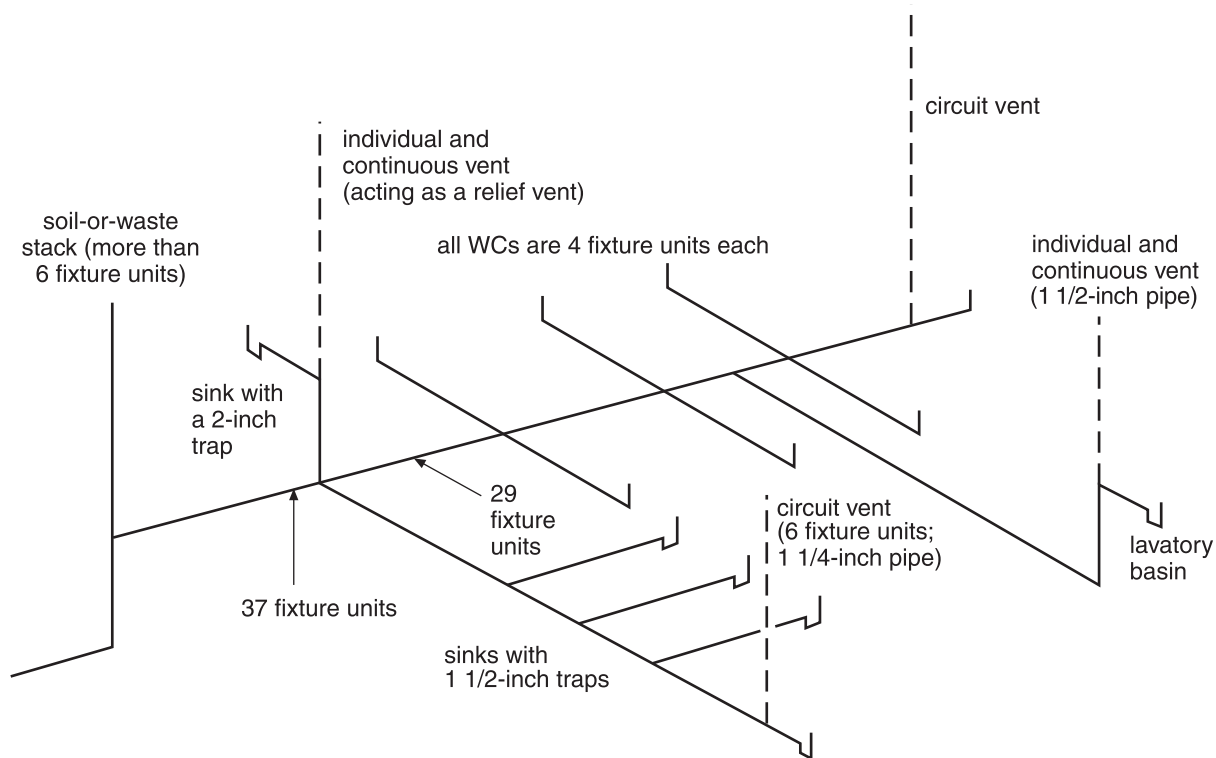 circuit vent
individual and
continuous vent
(acting as a relief vent)
soil-or-waste
stack (more than
6 fixture units)
all WCs are 4 fixture units each
individual and
continuous vent
(1 1/2-inch pipe)
sink with
a 2-inch
trap
29
fixture
units
circuit vent
(6 fixture units;
1 1/4-inch pipe)
lavatory
basin
37 fixture units
sinks with
1 1/2-inch traps